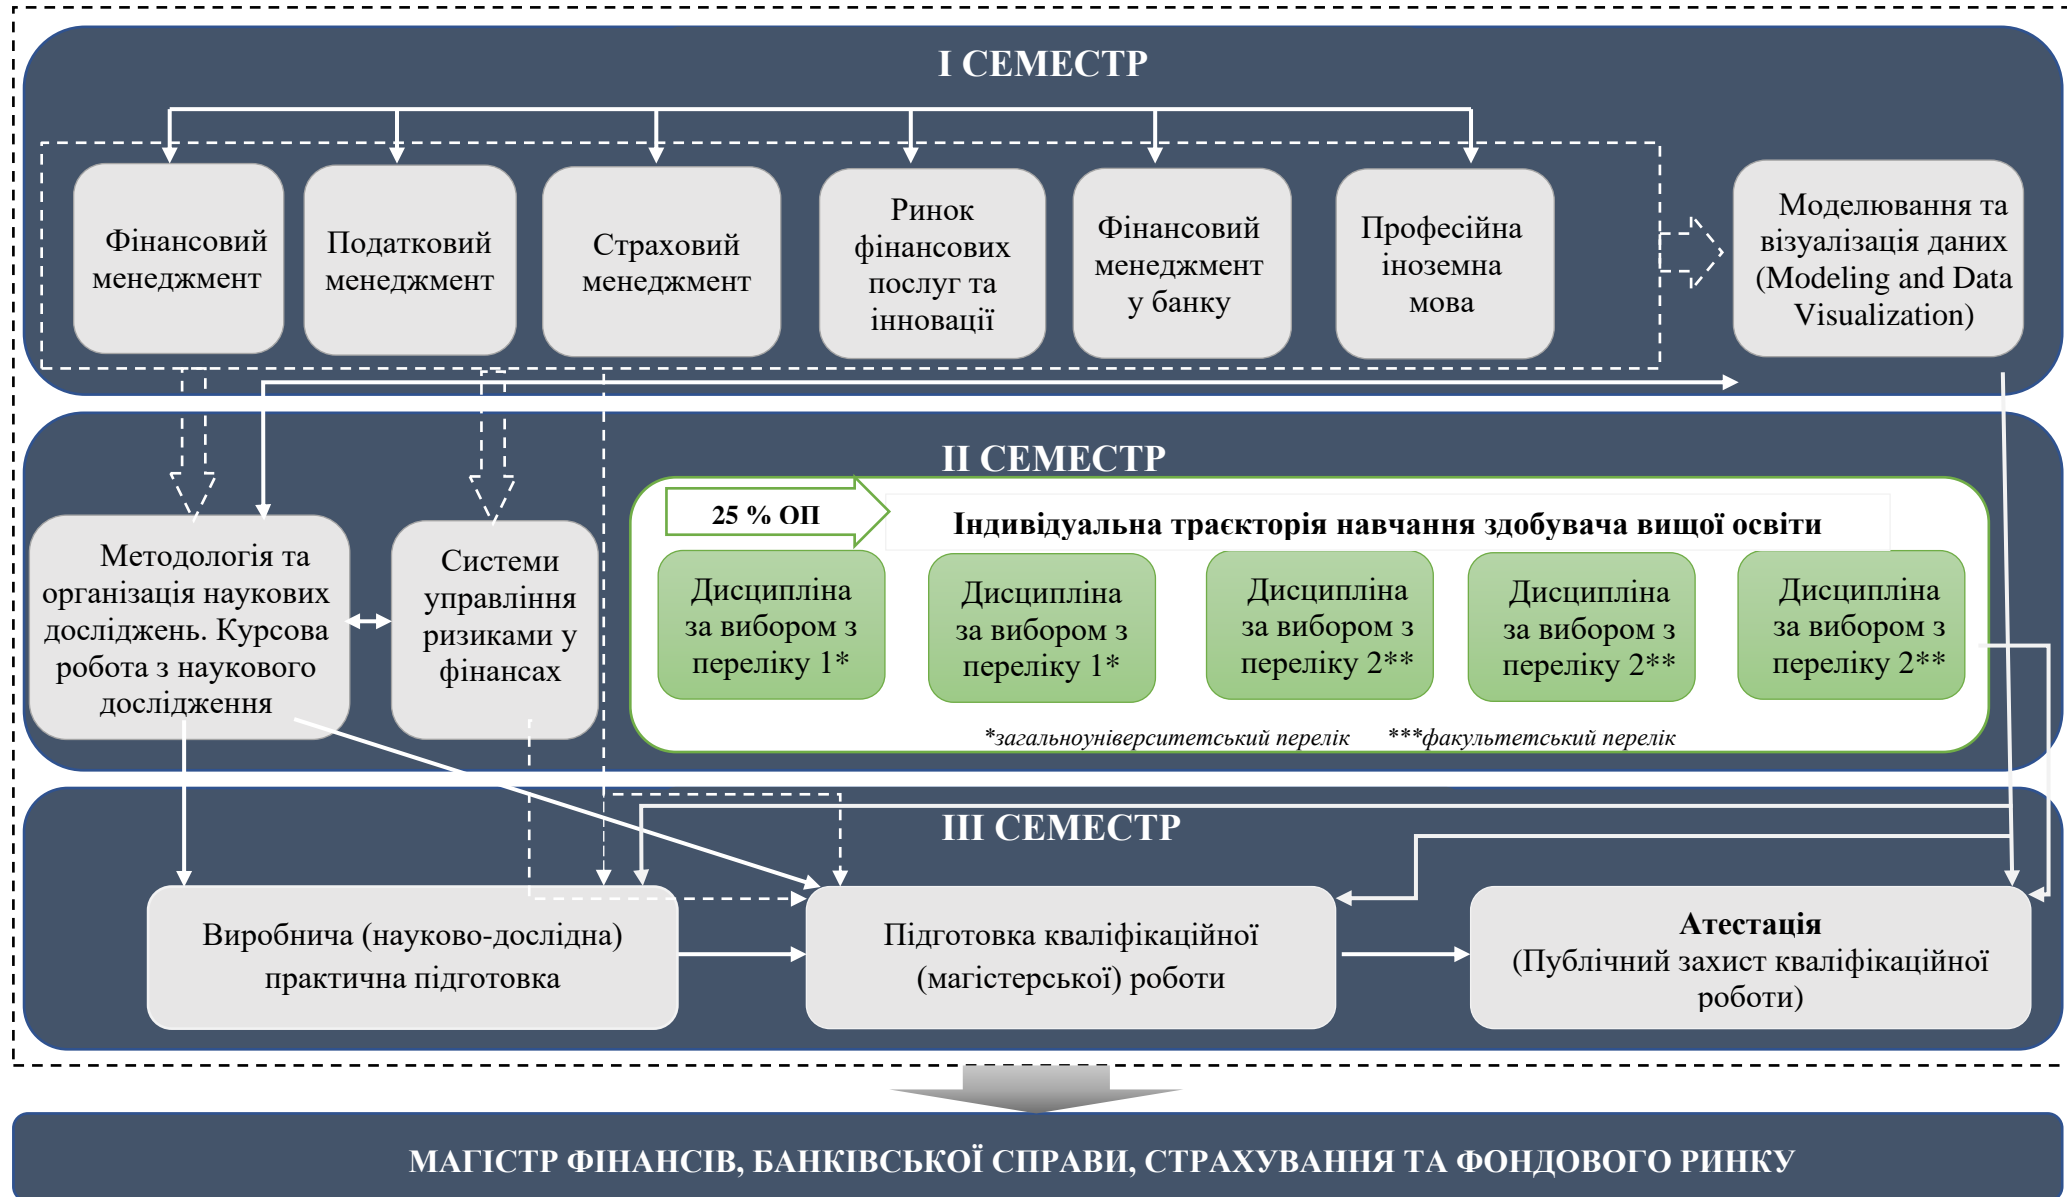 I СЕМЕСТР
Фінансовий
менеджмент
Податковий
менеджмент
Страховий
менеджмент
Ринок
фінансових
послуг та
інновації
Фінансовий
менеджмент
у банку
Професійна
іноземна
мова
Моделювання та
візуалізація даних
(Modeling and Data
Visualization)
II СЕМЕСТР
Методологія та
організація наукових
досліджень. Курсова
робота з наукового
дослідження
Системи
управління
ризиками у
фінансах
25 % ОП
Індивідуальна траєкторія навчання здобувача вищої освіти
Дисципліна
за вибором з
переліку 1*
Дисципліна
за вибором з
переліку 1*
Дисципліна
за вибором з
переліку 2**
Дисципліна
за вибором з
переліку 2**
Дисципліна
за вибором з
переліку 2**
*загальноуніверситетський перелік ***факультетський перелік
III СЕМЕСТР
Виробнича (науково-дослідна)
практична підготовка
Підготовка кваліфікаційної
(магістерської) роботи
Атестація
(Публічний захист кваліфікаційної
роботи)
МАГІСТР ФІНАНСІВ, БАНКІВСЬКОЇ СПРАВИ, СТРАХУВАННЯ ТА ФОНДОВОГО РИНКУ